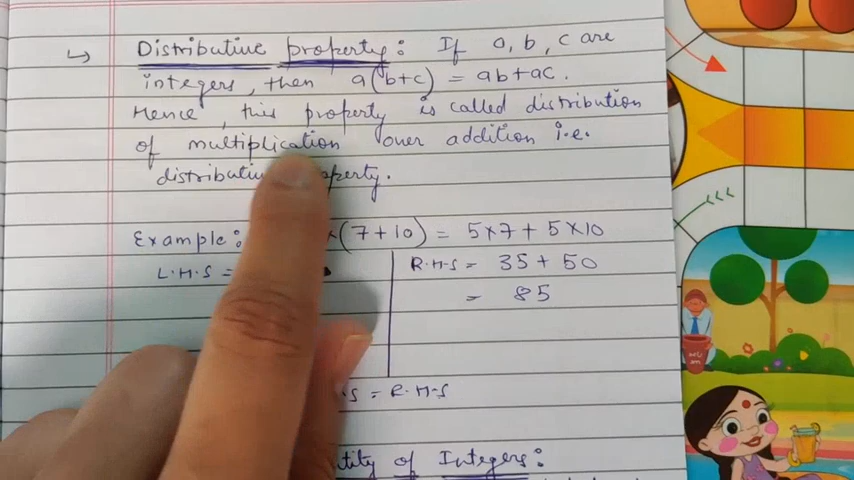 ↳ Distributive property: If a, b, c are
integers, then a(b+c) = ab+ac.
Hence, this property is called distribution
of multiplication over addition i.e.
distributive property.
Example: (7+10) = 5×7 + 5×10
L.H.S =
R.H.S = 35 + 50
= 85
= R.H.S
of Integers: